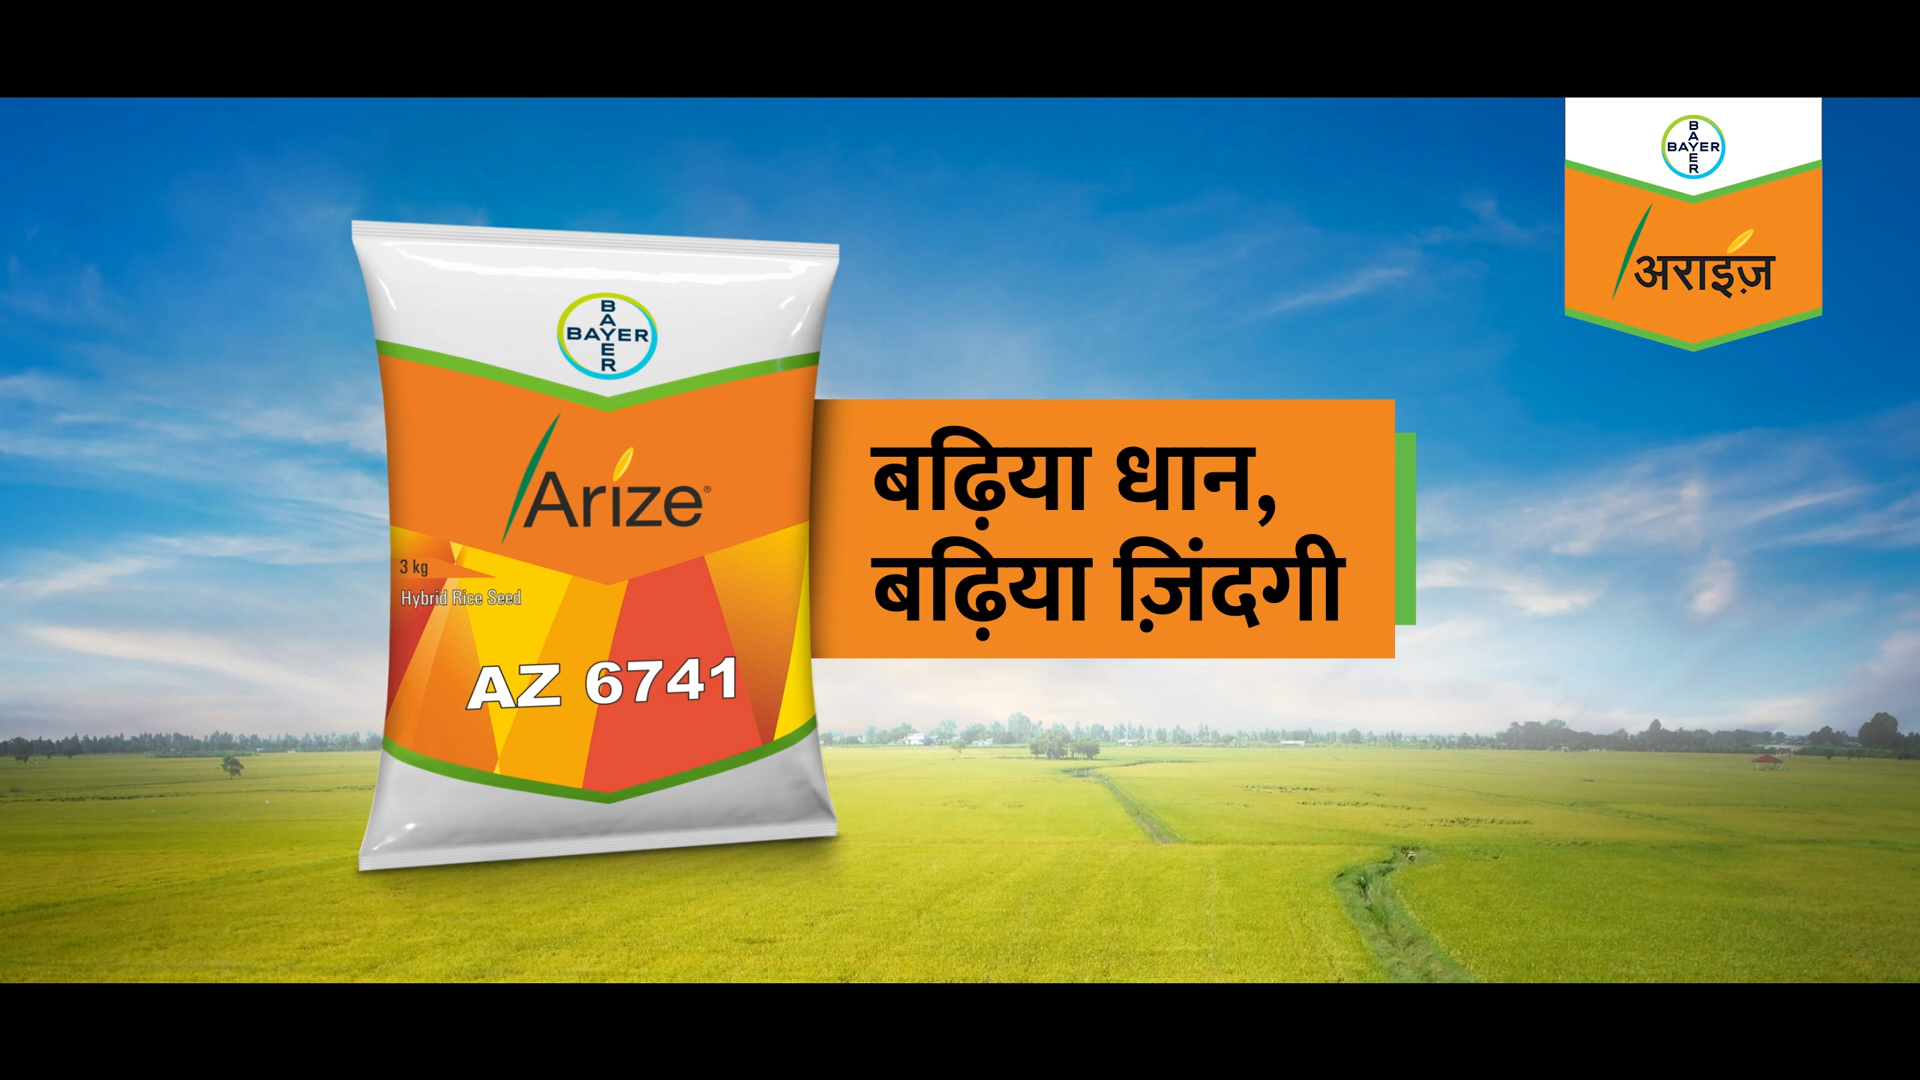 BAYER
BAYER
अराइज़
BAYER
BAYER
Arize®
3 kg
Hybrid Rice Seed
AZ 6741
बढ़िया धान,
बढ़िया ज़िंदगी